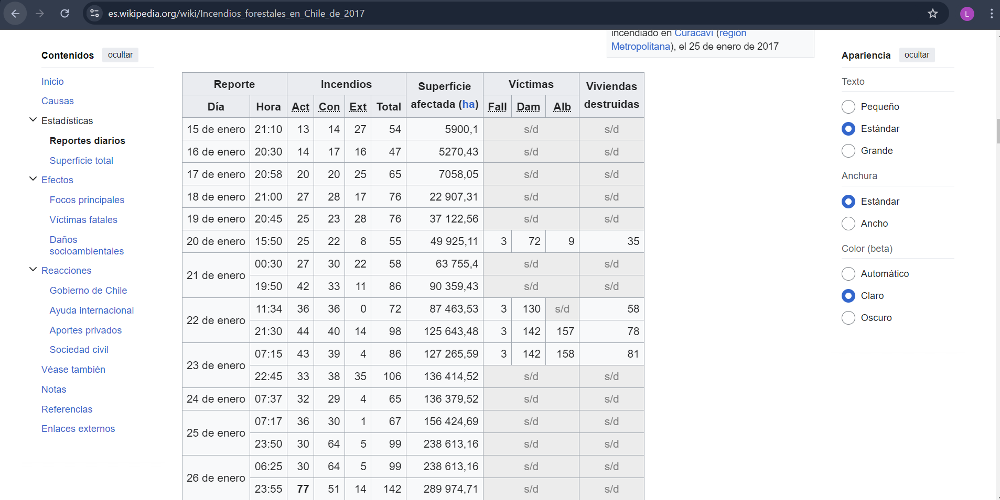 es.wikipedia.org/wiki/Incendios_forestales_en_Chile_de_2017
L
incendiado en Curacaví (región
Metropolitana), el 25 de enero de 2017
Contenidos ocultar
Inicio
Causas
Estadísticas
Reportes diarios
Superficie total
Efectos
Focos principales
Víctimas fatales
Daños
socioambientales
Reacciones
Gobierno de Chile
Ayuda internacional
Aportes privados
Sociedad civil
Véase también
Notas
Referencias
Enlaces externos
Reporte Incendios Superficie afectada (ha) Víctimas Viviendas destruidas
Día Hora Act Con Ext Total Fall Dam Alb
15 de enero 21:10 13 14 27 54 5900,1 s/d s/d
16 de enero 20:30 14 17 16 47 5270,43 s/d s/d
17 de enero 20:58 20 20 25 65 7058,05 s/d s/d
18 de enero 21:00 27 28 17 76 22 907,31 s/d s/d
19 de enero 20:45 25 23 28 76 37 122,56 s/d s/d
20 de enero 15:50 25 22 8 55 49 925,11 3 72 9 35
21 de enero 00:30 27 30 22 58 63 755,4 s/d s/d
19:50 42 33 11 86 90 359,43 s/d s/d
22 de enero 11:34 36 36 0 72 87 463,53 3 130 s/d 58
21:30 44 40 14 98 125 643,48 3 142 157 78
23 de enero 07:15 43 39 4 86 127 265,59 3 142 158 81
22:45 33 38 35 106 136 414,52 s/d s/d
24 de enero 07:37 32 29 4 65 136 379,52 s/d s/d
25 de enero 07:17 36 30 1 67 156 424,69 s/d s/d
23:50 30 64 5 99 238 613,16 s/d s/d
26 de enero 06:25 30 64 5 99 238 613,16 s/d s/d
23:55 77 51 14 142 289 974,71 s/d s/d
Apariencia ocultar
Texto
Pequeño
Estándar
Grande
Anchura
Estándar
Ancho
Color (beta)
Automático
Claro
Oscuro